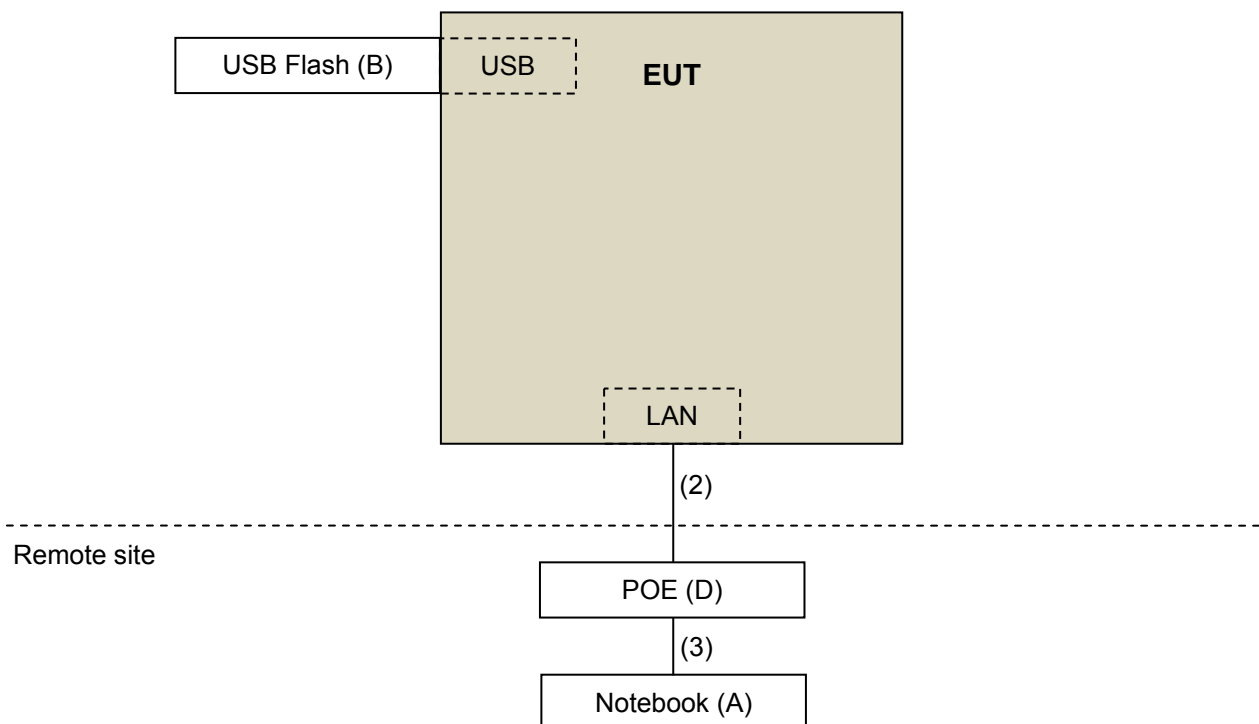 USB Flash (B)
USB
EUT
LAN
(2)
Remote site
POE (D)
(3)
Notebook (A)